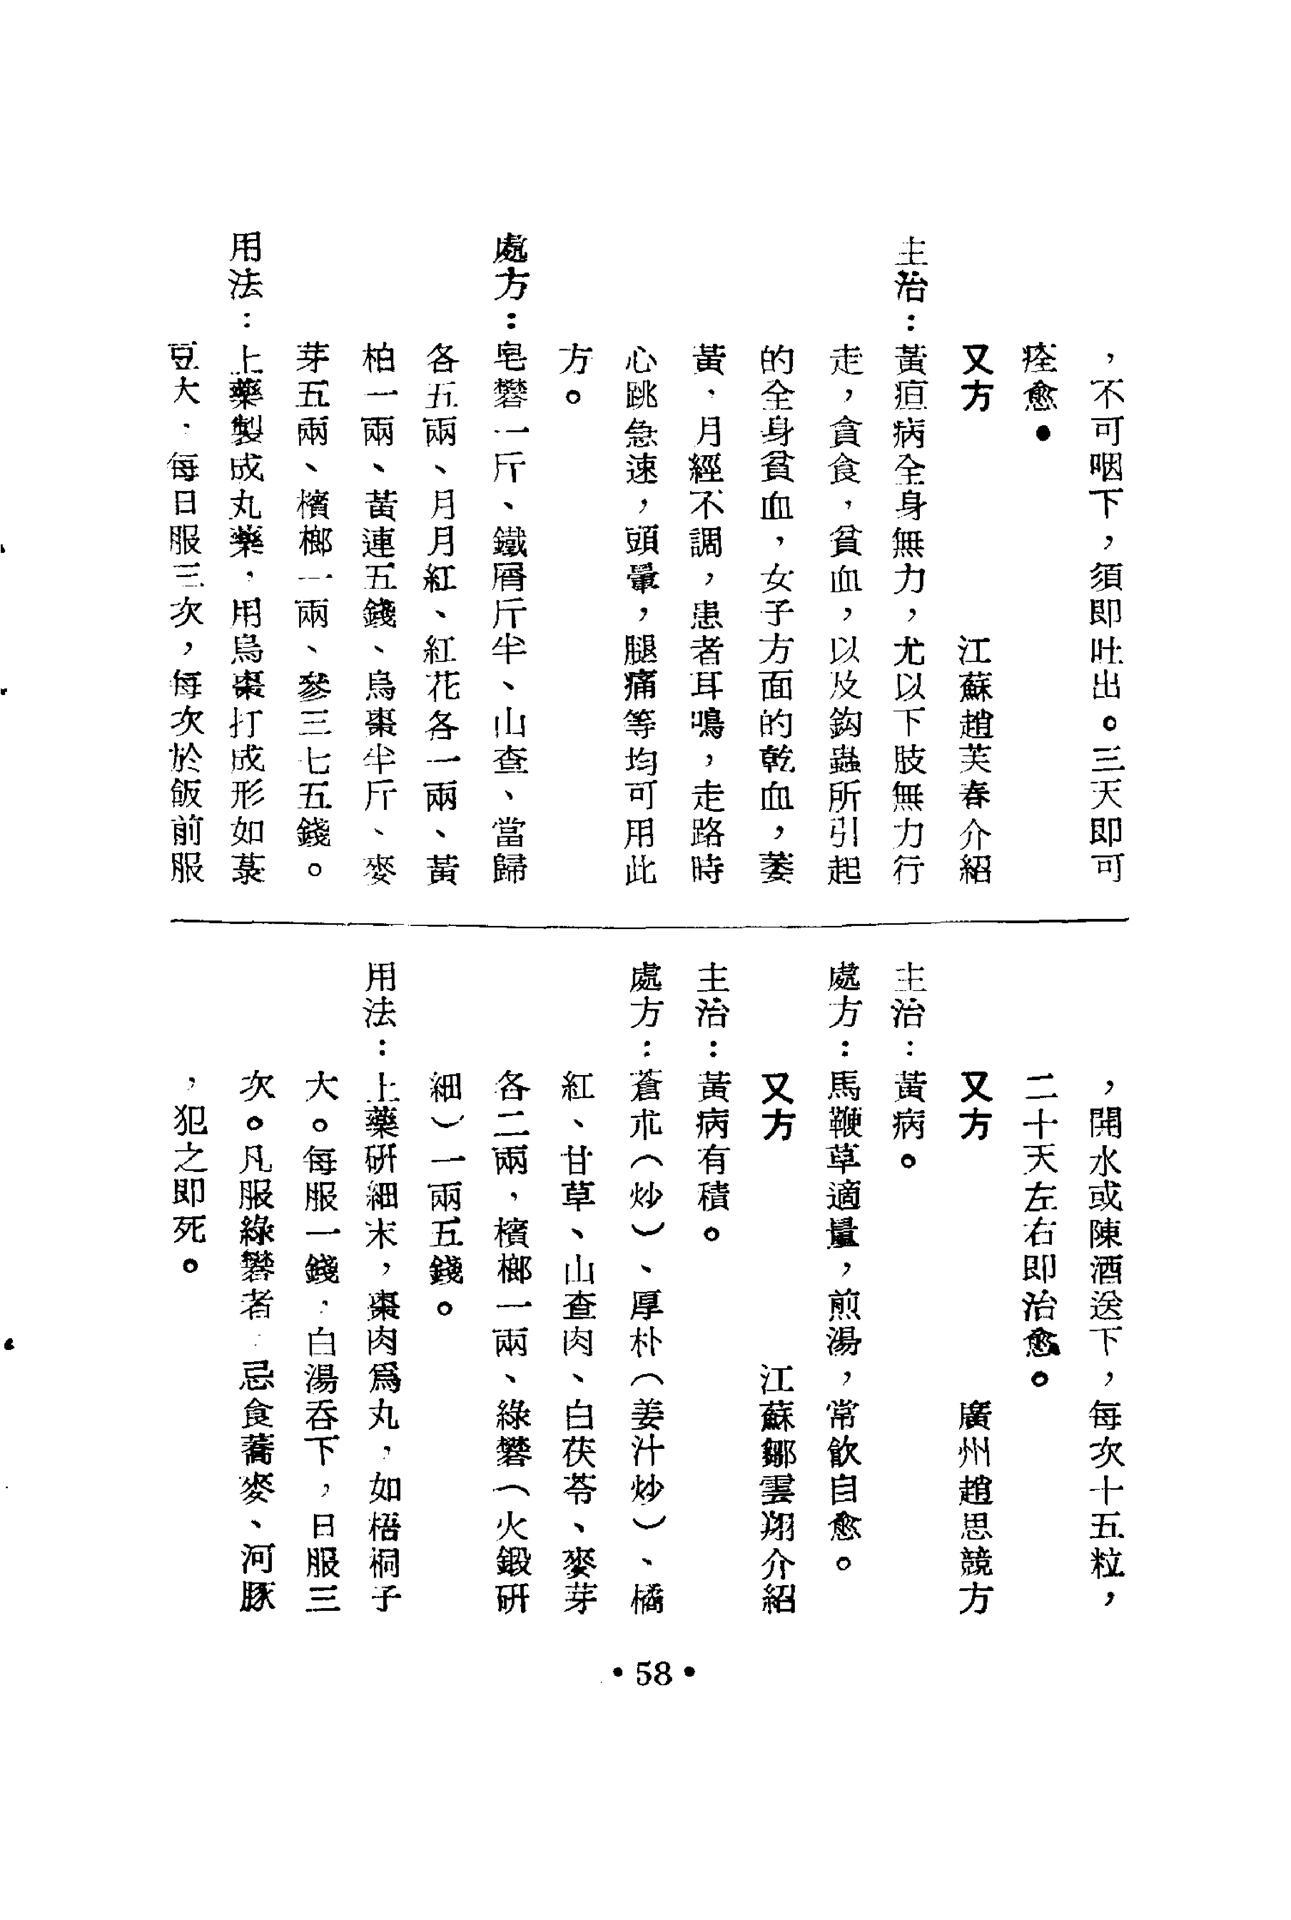 ，不可咽下，須即吐出。三天即可
痊愈。
又方　江蘇趙芙春介紹
主治：黃疸病全身無力，尤以下肢無力行
走，貪食，貧血，以及鈎蟲所引起
的全身貧血，女子方面的乾血，萎
黃，月經不調，患者耳鳴，走路時
心跳急速，頭暈，腿痛等均可用此
方。
處方：皂礬一斤、鐵屑斤半、山查、當歸
各五兩、月月紅、紅花各一兩、黃
柏一兩、黃連五錢、烏棗半斤、麥
芽五兩、檳榔一兩、參三七五錢。
用法：上藥製成丸藥，用烏棗打成形如菉
豆大，每日服三次，每次於飯前服
，開水或陳酒送下，每次十五粒，
二十天左右即治愈。
又方　廣州趙思競方
主治：黃病。
處方：馬鞭草適量，煎湯，常飲自愈。
又方　江蘇鄒雲翔介紹
主治：黃病有積。
處方：蒼朮（炒）、厚朴（姜汁炒）、橘
紅、甘草、山查肉、白茯苓、麥芽
各二兩，檳榔一兩、綠礬（火鍛研
細）一兩五錢。
用法：上藥研細末，棗肉爲丸，如梧桐子
大。每服一錢，白湯吞下，日服三
次。凡服綠礬者，忌食蕎麥、河豚
，犯之即死。
·58·